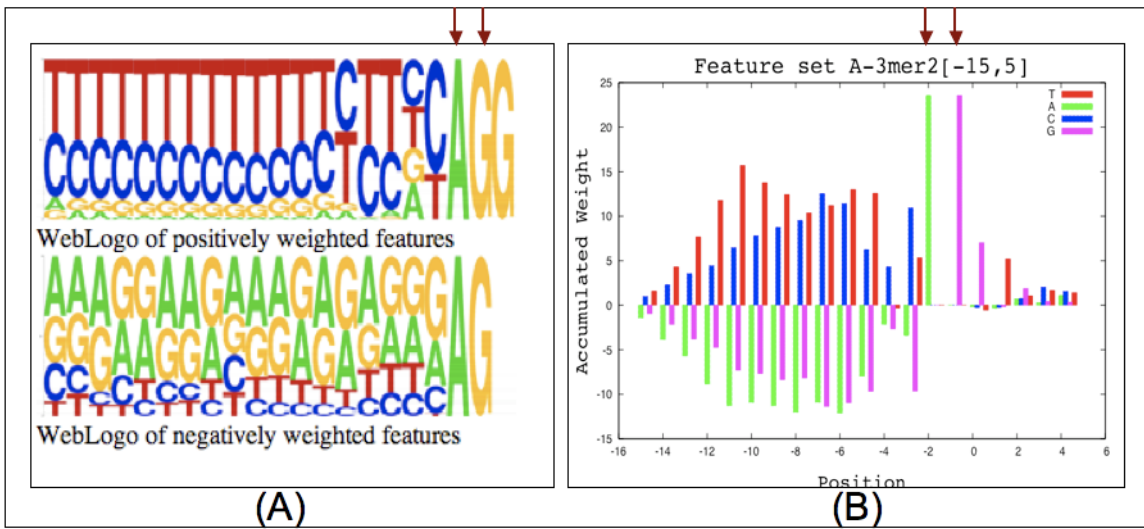 WebLogo of positively weighted features
WebLogo of negatively weighted features
(A)
Feature set A-3mer2[-15,5]
T
A
C
G
Accumulated Weight
25
20
15
10
5
0
-5
-10
-15
-16 -14 -12 -10 -8 -6 -4 -2 0 2 4 6
Position
(B)